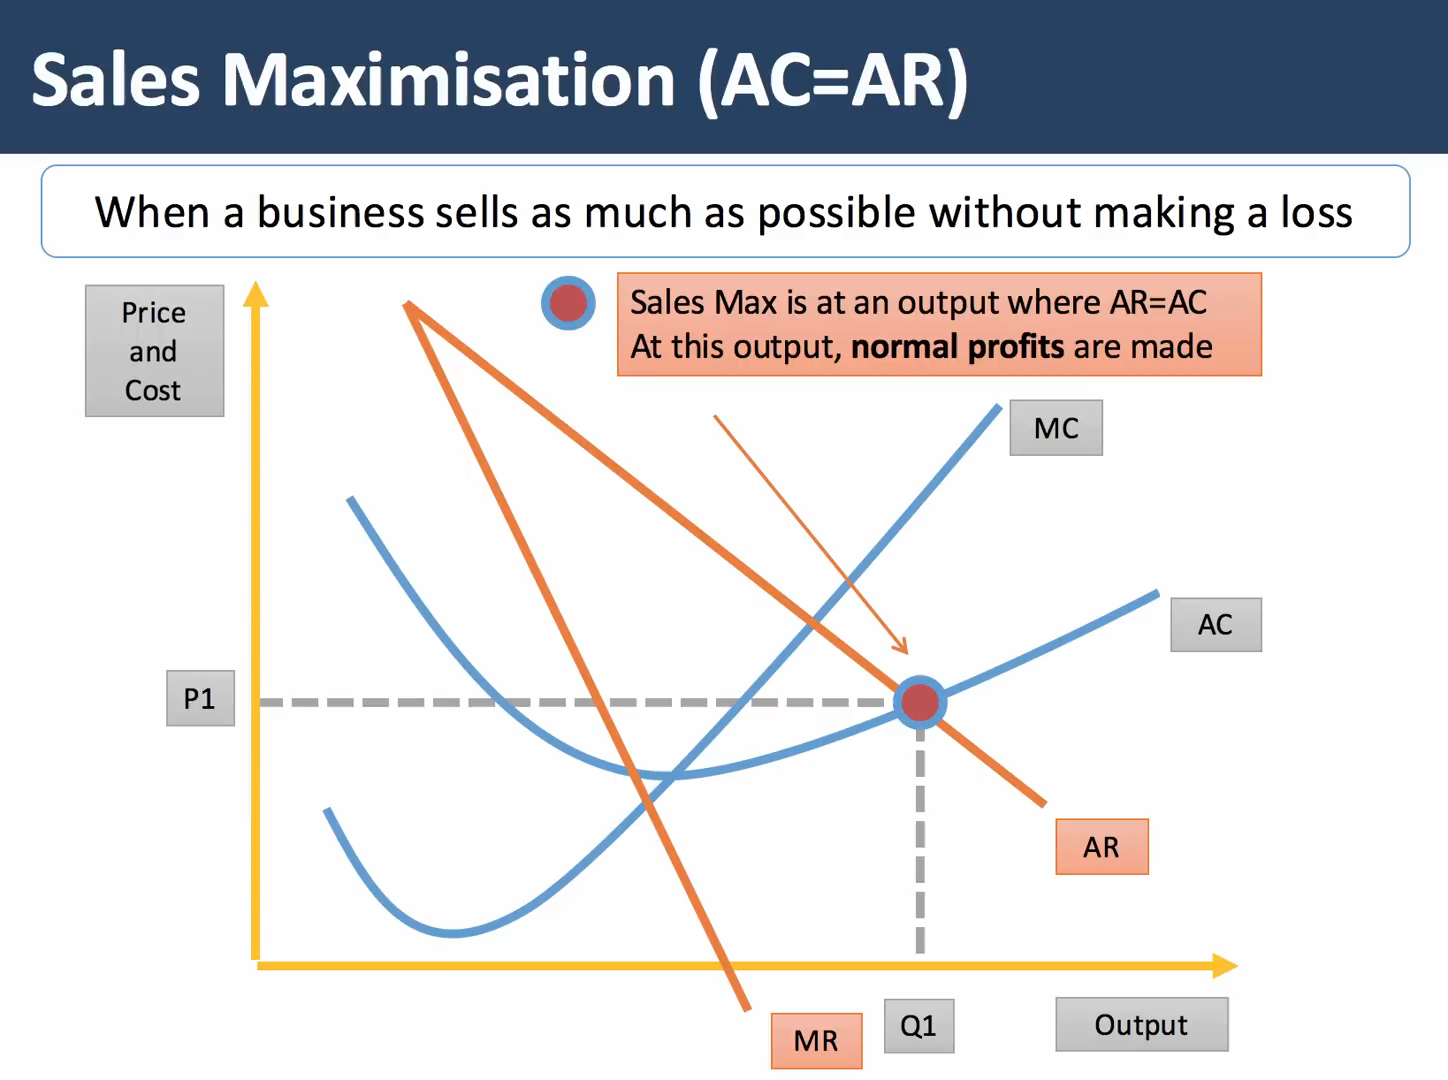 Sales Maximisation (AC=AR)
When a business sells as much as possible without making a loss
Price
and
Cost
Sales Max is at an output where AR=AC
At this output, normal profits are made
MC
AC
P1
AR
MR
Q1
Output